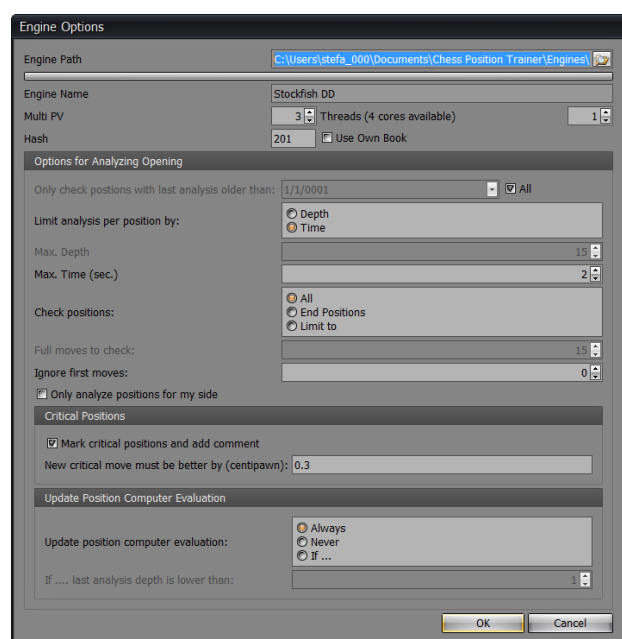 Engine Options
Engine Path C:\Users\stefa_000\Documents\Chess Position Trainer\Engines\
Engine Name Stockfish DD
Multi PV 3 Threads (4 cores available) 1
Hash 201 Use Own Book
Options for Analyzing Opening
Only check postions with last analysis older than: 1/1/0001 All
Limit analysis per position by: Depth
Time
Max. Depth 15
Max. Time (sec.) 2
Check positions: All
End Positions
Limit to
Full moves to check: 15
Ignore first moves: 0
Only analyze positions for my side
Critical Positions
Mark critical positions and add comment
New critical move must be better by (centipawn): 0.3
Update Position Computer Evaluation
Update position computer evaluation: Always
Never
If ...
If .... last analysis depth is lower than: 1
OK Cancel